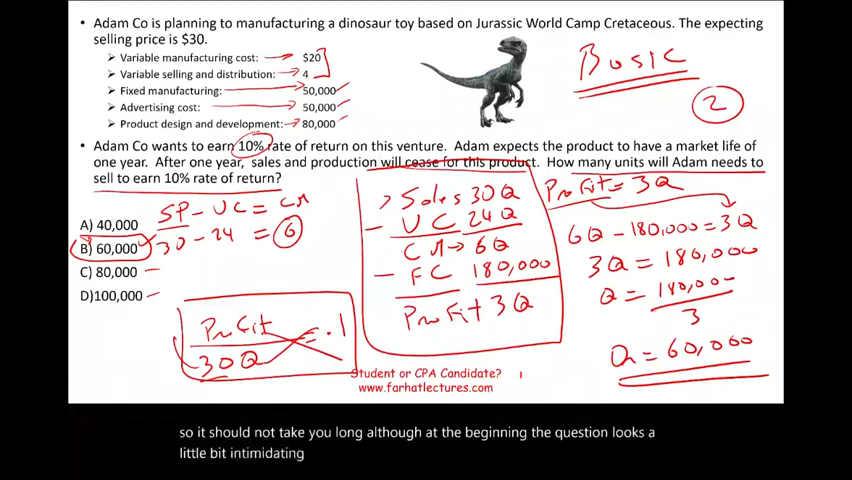 • Adam Co is planning to manufacturing a dinosaur toy based on Jurassic World Camp Cretaceous. The expecting
selling price is $30.
➢ Variable manufacturing cost: $20
➢ Variable selling and distribution: 4
➢ Fixed manufacturing: 50,000
➢ Advertising cost: 50,000
➢ Product design and development: 80,000
Basic
2
• Adam Co wants to earn 10% rate of return on this venture. Adam expects the product to have a market life of
one year. After one year, sales and production will cease for this product. How many units will Adam needs to
sell to earn 10% rate of return?
A) 40,000
B) 60,000
C) 80,000
D)100,000
SP - VC = CM
30 - 24 = 6
Profit
30Q
= .1
Sales 30Q
- VC 24Q
CM → 6Q
- FC 180,000
Profit 3Q
Profit = 3Q
6Q - 180,000 = 3Q
3Q = 180,000
Q = 180,000
3
Q = 60,000
Student or CPA Candidate?
www.farhatlectures.com
so it should not take you long although at the beginning the question looks a
little bit intimidating